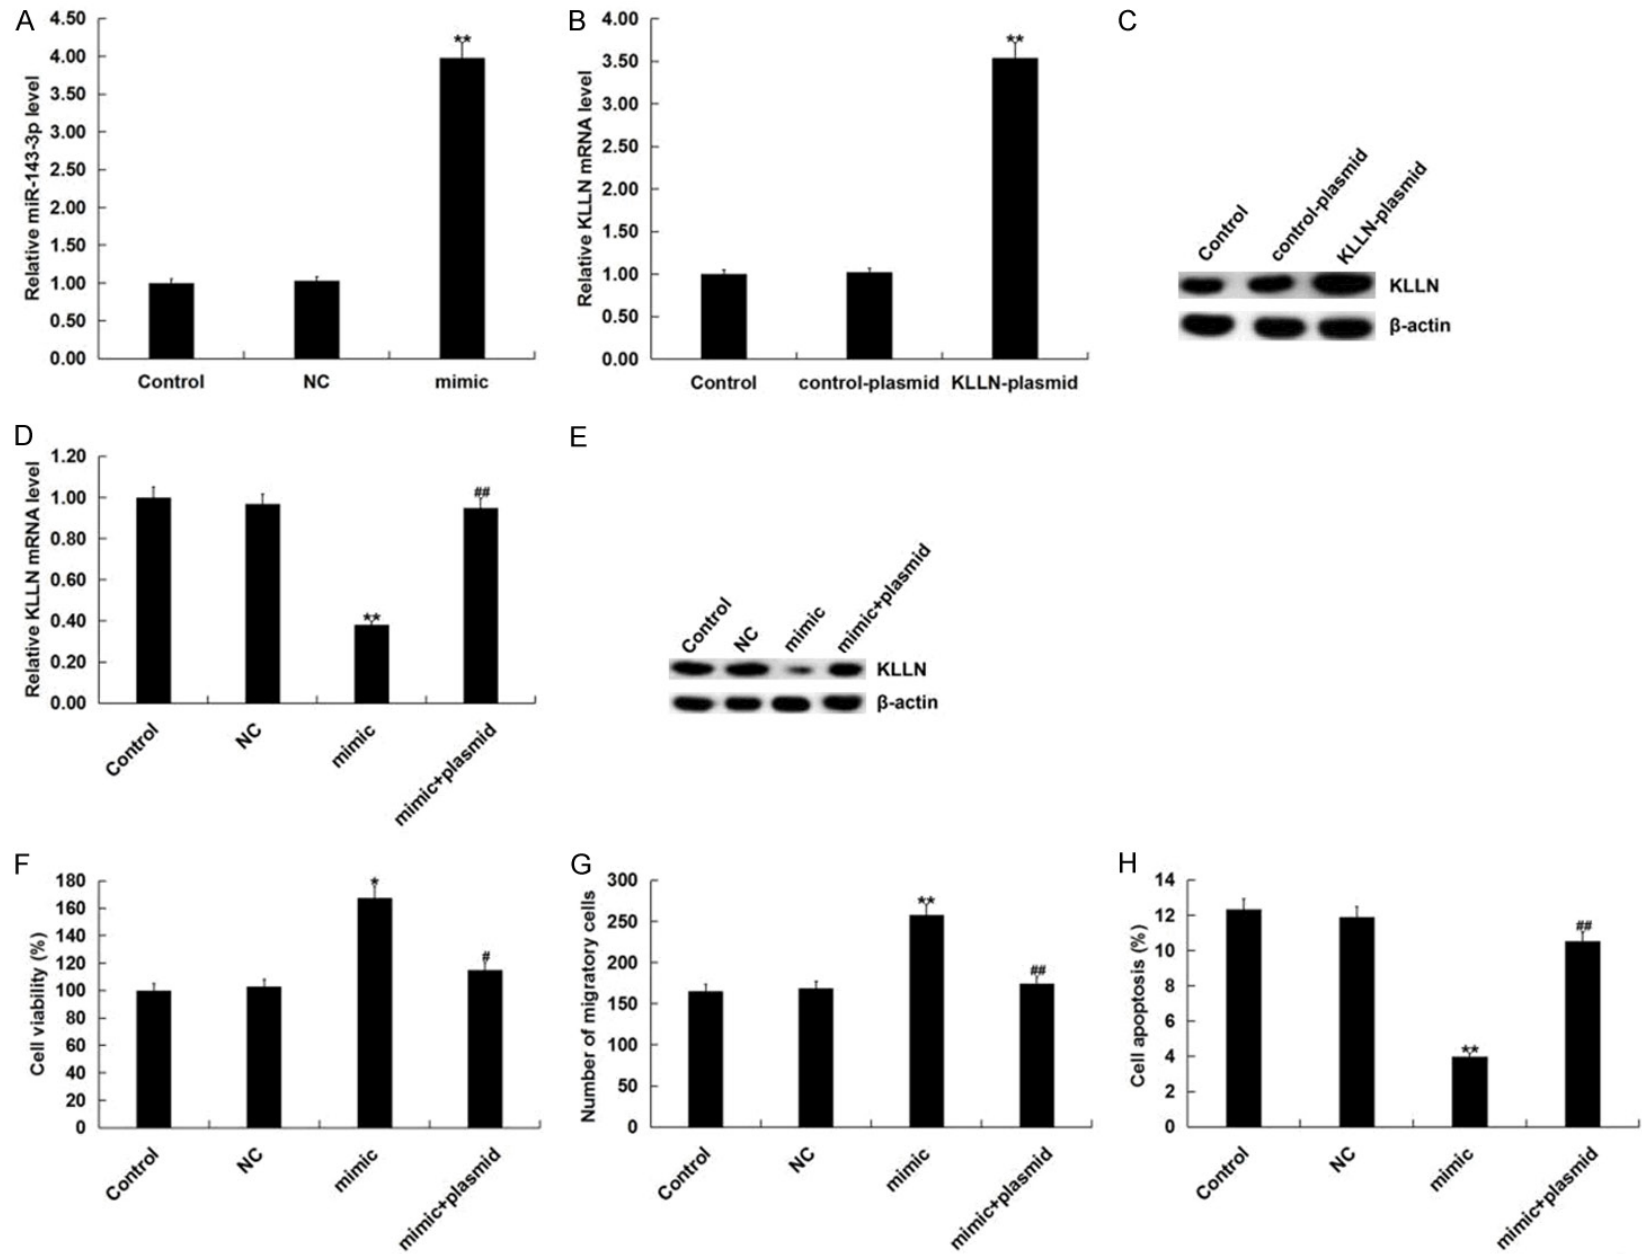 A
Relative miR-143-3p level
4.50
4.00
3.50
3.00
2.50
2.00
1.50
1.00
0.50
0.00
**
Control NC mimic
B
Relative KLLN mRNA level
4.00
3.50
3.00
2.50
2.00
1.50
1.00
0.50
0.00
**
Control control-plasmid KLLN-plasmid
C
Control control-plasmid KLLN-plasmid
KLLN
β-actin
D
Relative KLLN mRNA level
1.20
1.00
0.80
0.60
0.40
0.20
0.00
**
##
Control NC mimic mimic+plasmid
E
Control NC mimic mimic+plasmid
KLLN
β-actin
F
Cell viability (%)
180
160
140
120
100
80
60
40
20
0
*
#
Control NC mimic mimic+plasmid
G
Number of migratory cells
300
250
200
150
100
50
0
**
##
Control NC mimic mimic+plasmid
H
Cell apoptosis (%)
14
12
10
8
6
4
2
0
**
##
Control NC mimic mimic+plasmid